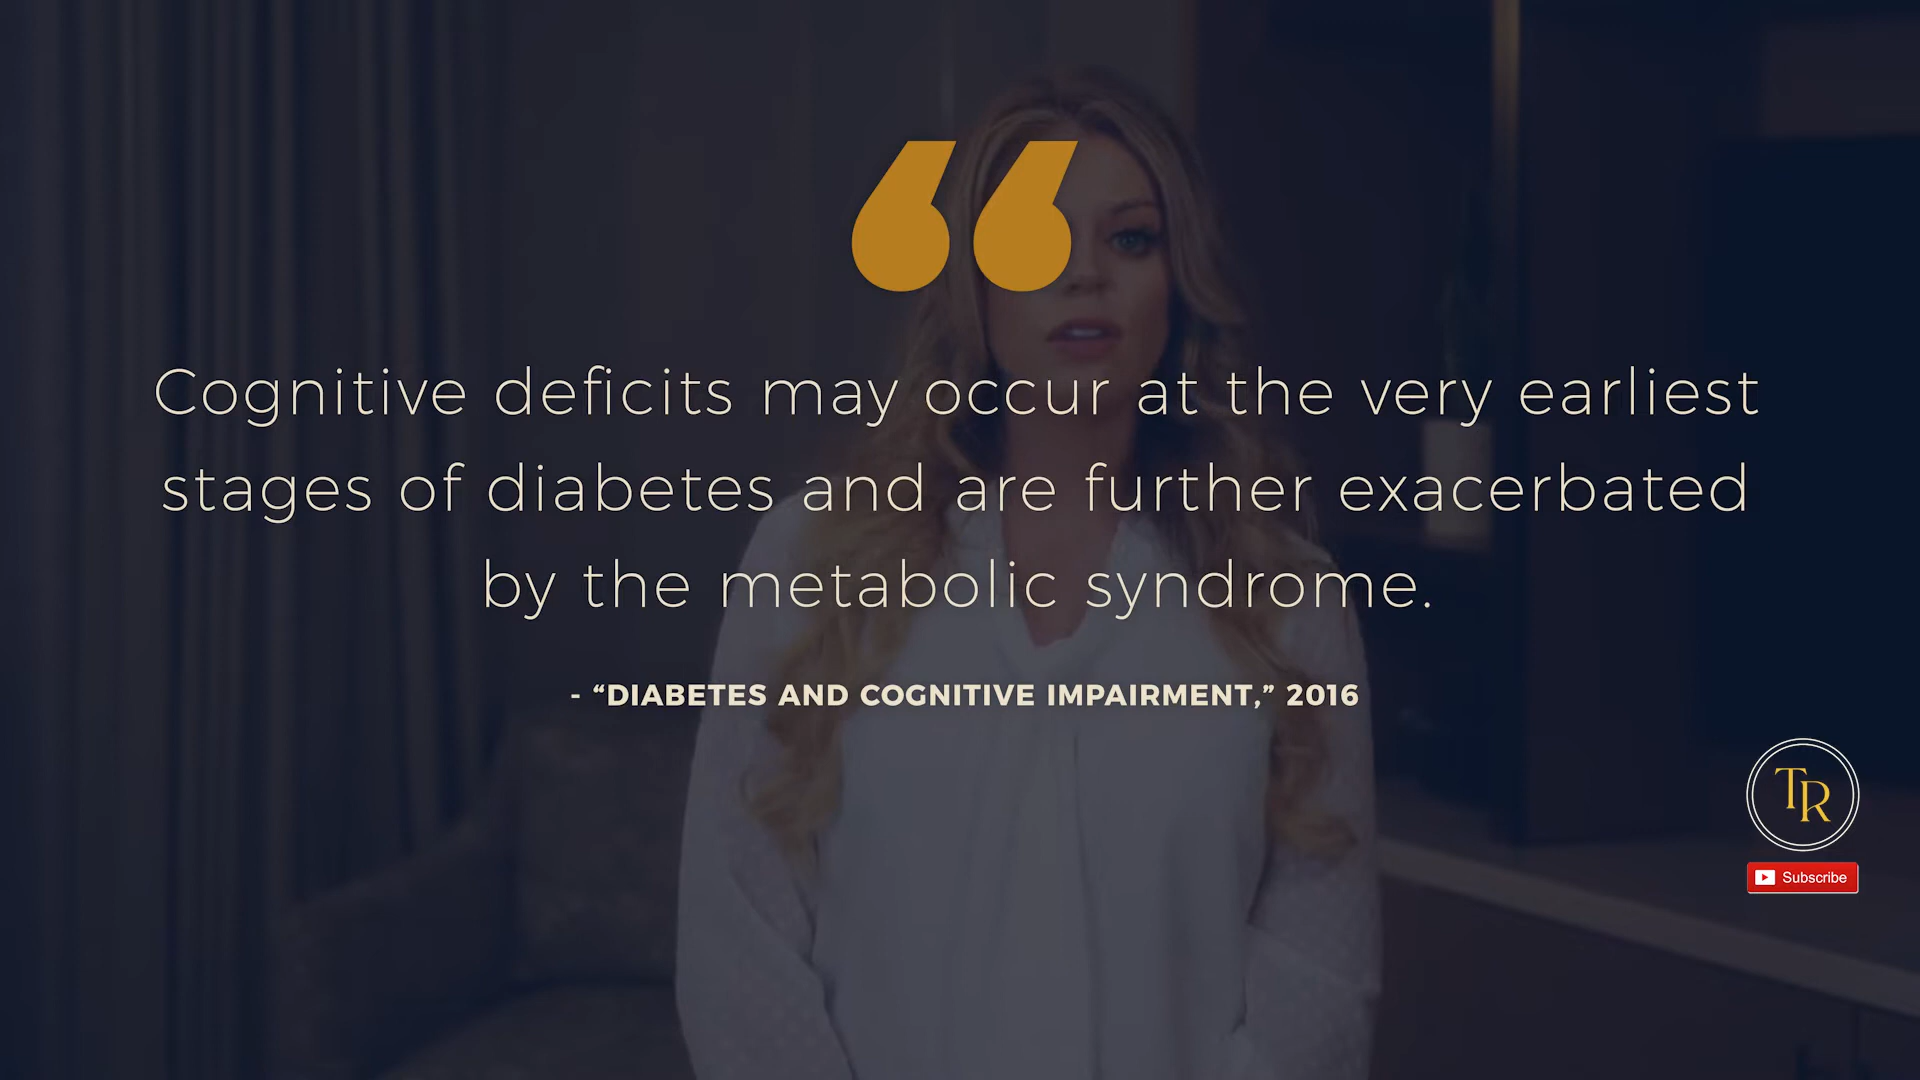 Cognitive deficits may occur at the very earliest
stages of diabetes and are further exacerbated
by the metabolic syndrome.
- “DIABETES AND COGNITIVE IMPAIRMENT,” 2016
TR
Subscribe